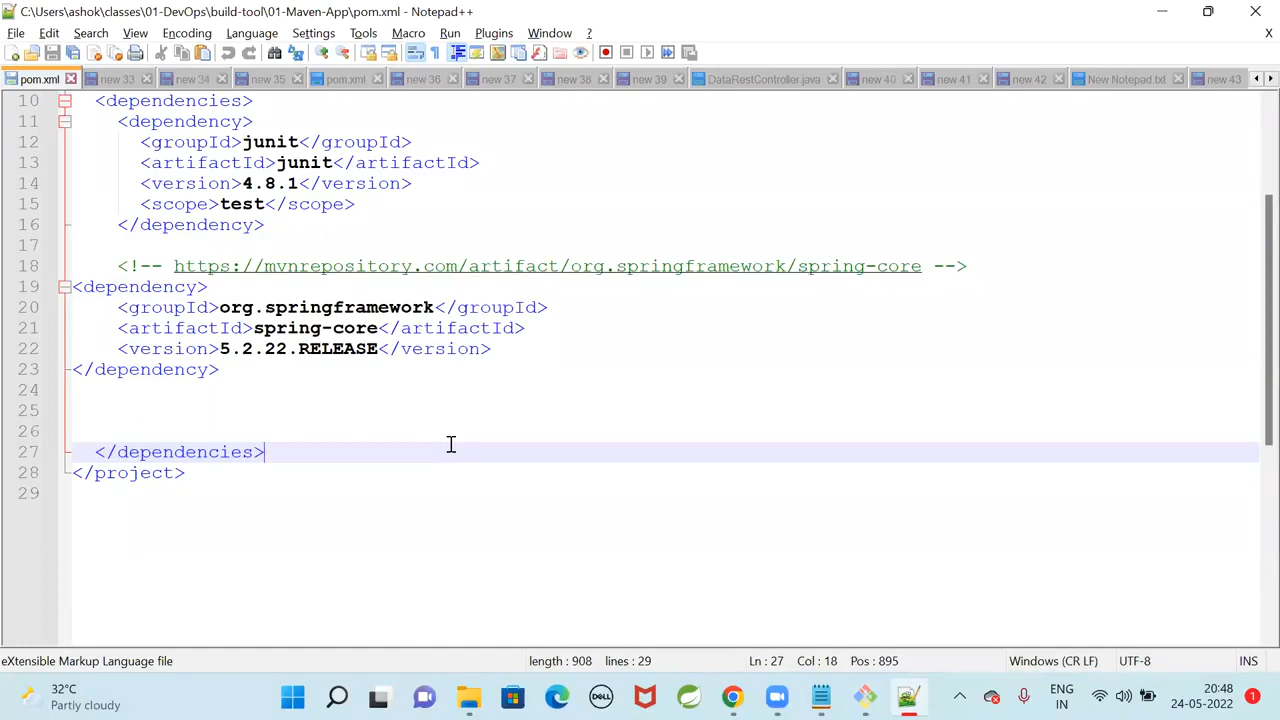 C:\Users\ashok\classes\01-DevOps\build-tool\01-Maven-App\pom.xml - Notepad++
File Edit Search View Encoding Language Settings Tools Macro Run Plugins Window ? X
pom.xml new 33 new 34 new 35 pom.xml new 36 new 37 new 38 new 39 DataRestController.java new 40 new 41 new 42 New Notepad.txt new 43
10 <dependencies>
11 <dependency>
12 <groupId>junit</groupId>
13 <artifactId>junit</artifactId>
14 <version>4.8.1</version>
15 <scope>test</scope>
16 </dependency>
17
18 <!-- https://mvnrepository.com/artifact/org.springframework/spring-core -->
19 <dependency>
20 <groupId>org.springframework</groupId>
21 <artifactId>spring-core</artifactId>
22 <version>5.2.22.RELEASE</version>
23 </dependency>
24
25
26
27 </dependencies>
28 </project>
29
eXtensible Markup Language file length : 908 lines : 29 Ln : 27 Col : 18 Pos : 895 Windows (CR LF) UTF-8 INS
32°C
Partly cloudy
DELL
ENG
IN
20:48
24-05-2022
1